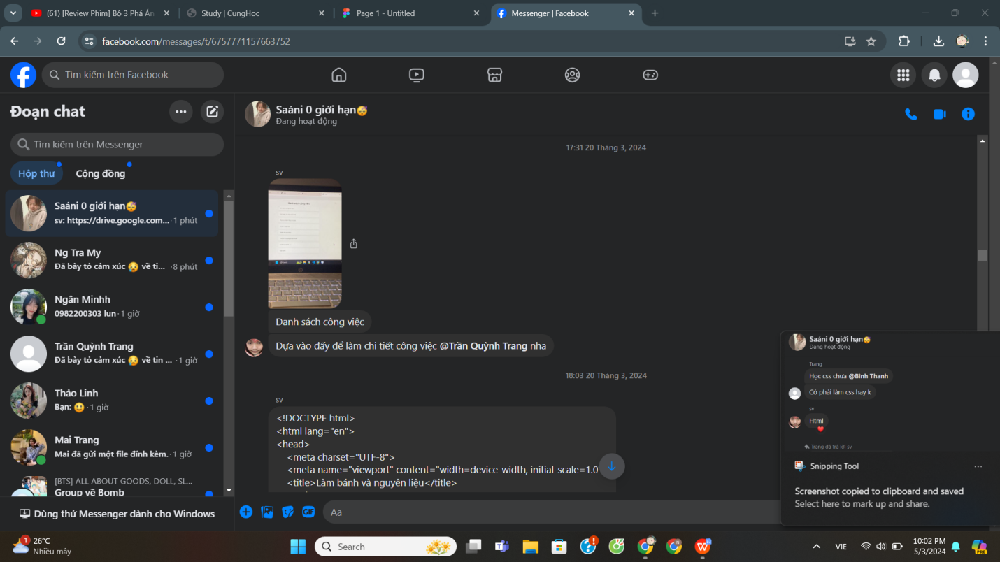 (61) [Review Phim] Bộ 3 Phá Án
Study | CungHoc
Page 1 - Untitled
Messenger | Facebook
facebook.com/messages/t/6757771157663752
Tìm kiếm trên Facebook
Đoạn chat
Tìm kiếm trên Messenger
Hộp thư
Cộng đồng
Saáni 0 giới hạn😴
sv: https://drive.google.com... 1 phút
Ng Tra My
Đã bày tỏ cảm xúc 😥 về ti... · 8 phút
Ngân Minhh
0982200303 lun · 1 giờ
Trần Quỳnh Trang
Đã bày tỏ cảm xúc 😥 về tin ... · 1 giờ
Thảo Linh
Bạn: 🙂 · 1 giờ
Mai Trang
Mai đã gửi một file đính kèm. · 1 giờ
[BTS] ALL ABOUT GOODS, DOLL, SL...
Group về Bomb
Dùng thử Messenger dành cho Windows
Saáni 0 giới hạn😴
Đang hoạt động
17:31 20 Tháng 3, 2024
sv
Danh sách công việc
Dựa vào đấy để làm chi tiết công việc @Trần Quỳnh Trang nha
18:03 20 Tháng 3, 2024
sv
<!DOCTYPE html>
<html lang="en">
<head>
<meta charset="UTF-8">
<meta name="viewport" content="width=device-width, initial-scale=1.0"
<title>Làm bánh và nguyên liệu</title>
GIF
Aa
Saáni 0 giới hạn😴
Đang hoạt động
Trang
Học css chưa @Binh Thanh
Có phải làm css hay k
sv
Html
Trang đã trả lời sv
Snipping Tool
Screenshot copied to clipboard and saved
Select here to mark up and share.
1
26°C
Nhiều mây
Search
VIE
10:02 PM
5/3/2024
PRE